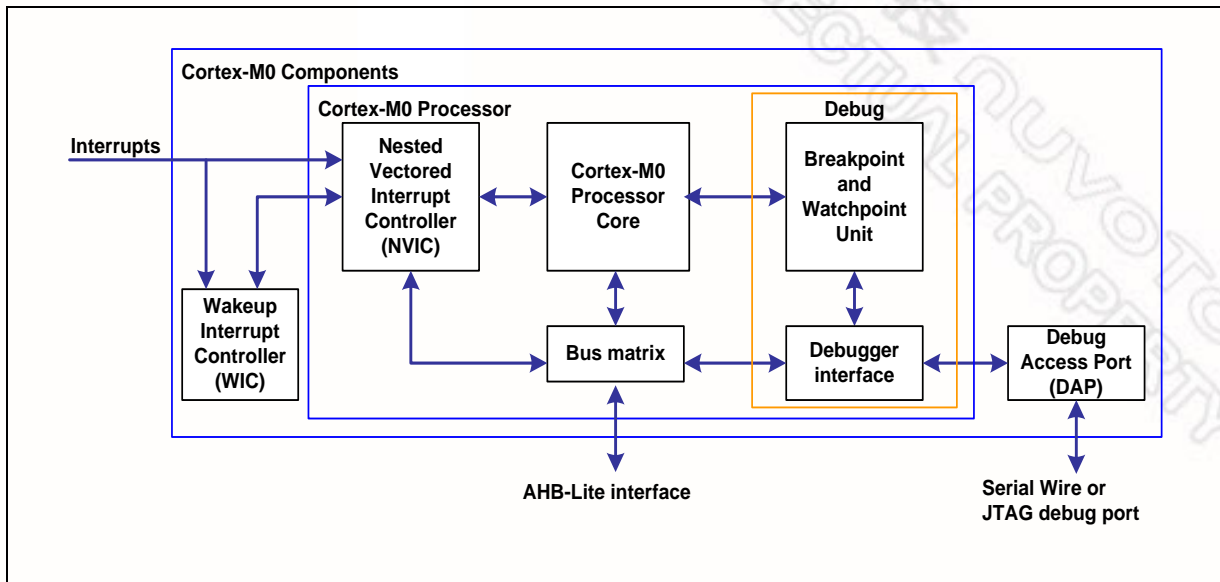 Cortex-M0 Components
Cortex-M0 Processor
Debug
Interrupts
Nested
Vectored
Interrupt
Controller
(NVIC)
Cortex-M0
Processor
Core
Breakpoint
and
Watchpoint
Unit
Wakeup
Interrupt
Controller
(WIC)
Bus matrix
Debugger
interface
Debug
Access Port
(DAP)
AHB-Lite interface
Serial Wire or
JTAG debug port
NUVOTO
PROPERTY